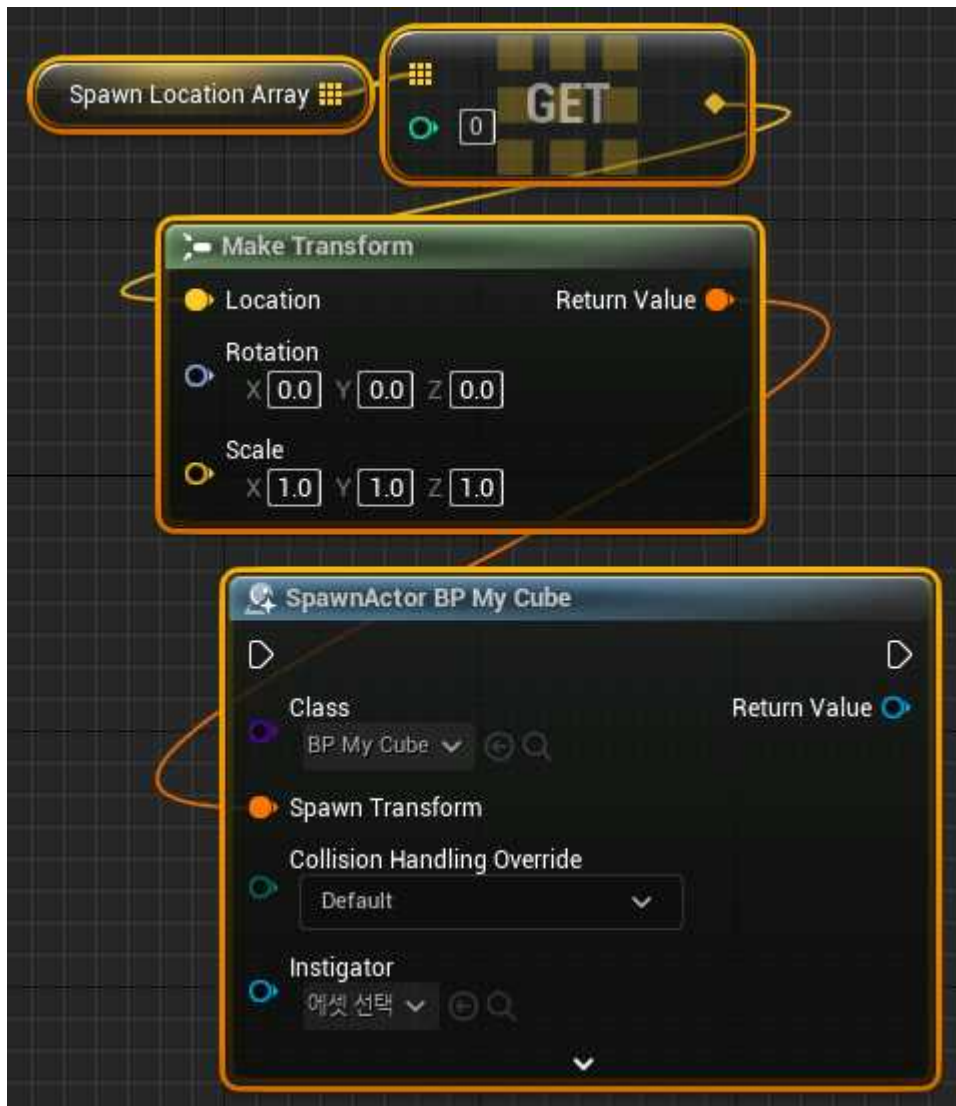 Spawn Location Array
0
GET
Make Transform
Location
Return Value
Rotation
X 0.0 Y 0.0 Z 0.0
Scale
X 1.0 Y 1.0 Z 1.0
SpawnActor BP My Cube
Class
Return Value
BP My Cube
Spawn Transform
Collision Handling Override
Default
Instigator
에셋 선택